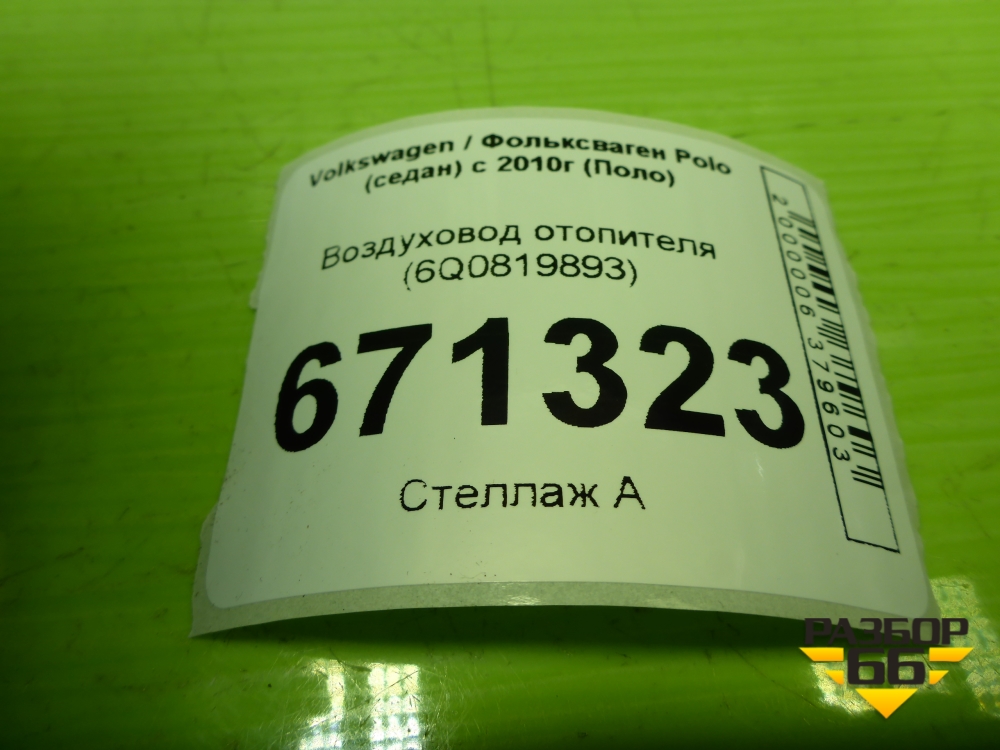 Volkswagen / Фольксваген Polo
(седан) с 2010г (Поло)
Воздуховод отопителя
(6Q0819893)
671323
Стеллаж А
2000006379603
РАЗБОР
66